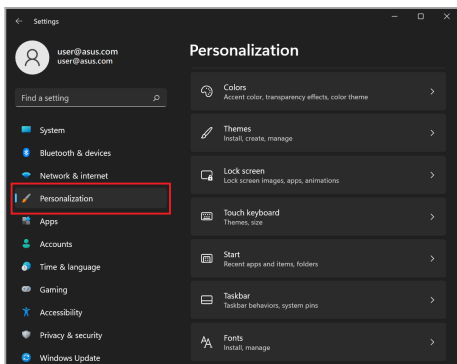 Settings
user@asus.com
user@asus.com
Find a setting
System
Bluetooth & devices
Network & internet
Personalization
Apps
Accounts
Time & language
Gaming
Accessibility
Privacy & security
Windows Update
Personalization
Colors
Accent color, transparency effects, color theme
Themes
Install, create, manage
Lock screen
Lock screen images, apps, animations
Touch keyboard
Themes, size
Start
Recent apps and items, folders
Taskbar
Taskbar behaviors, system pins
Fonts
Install, manage